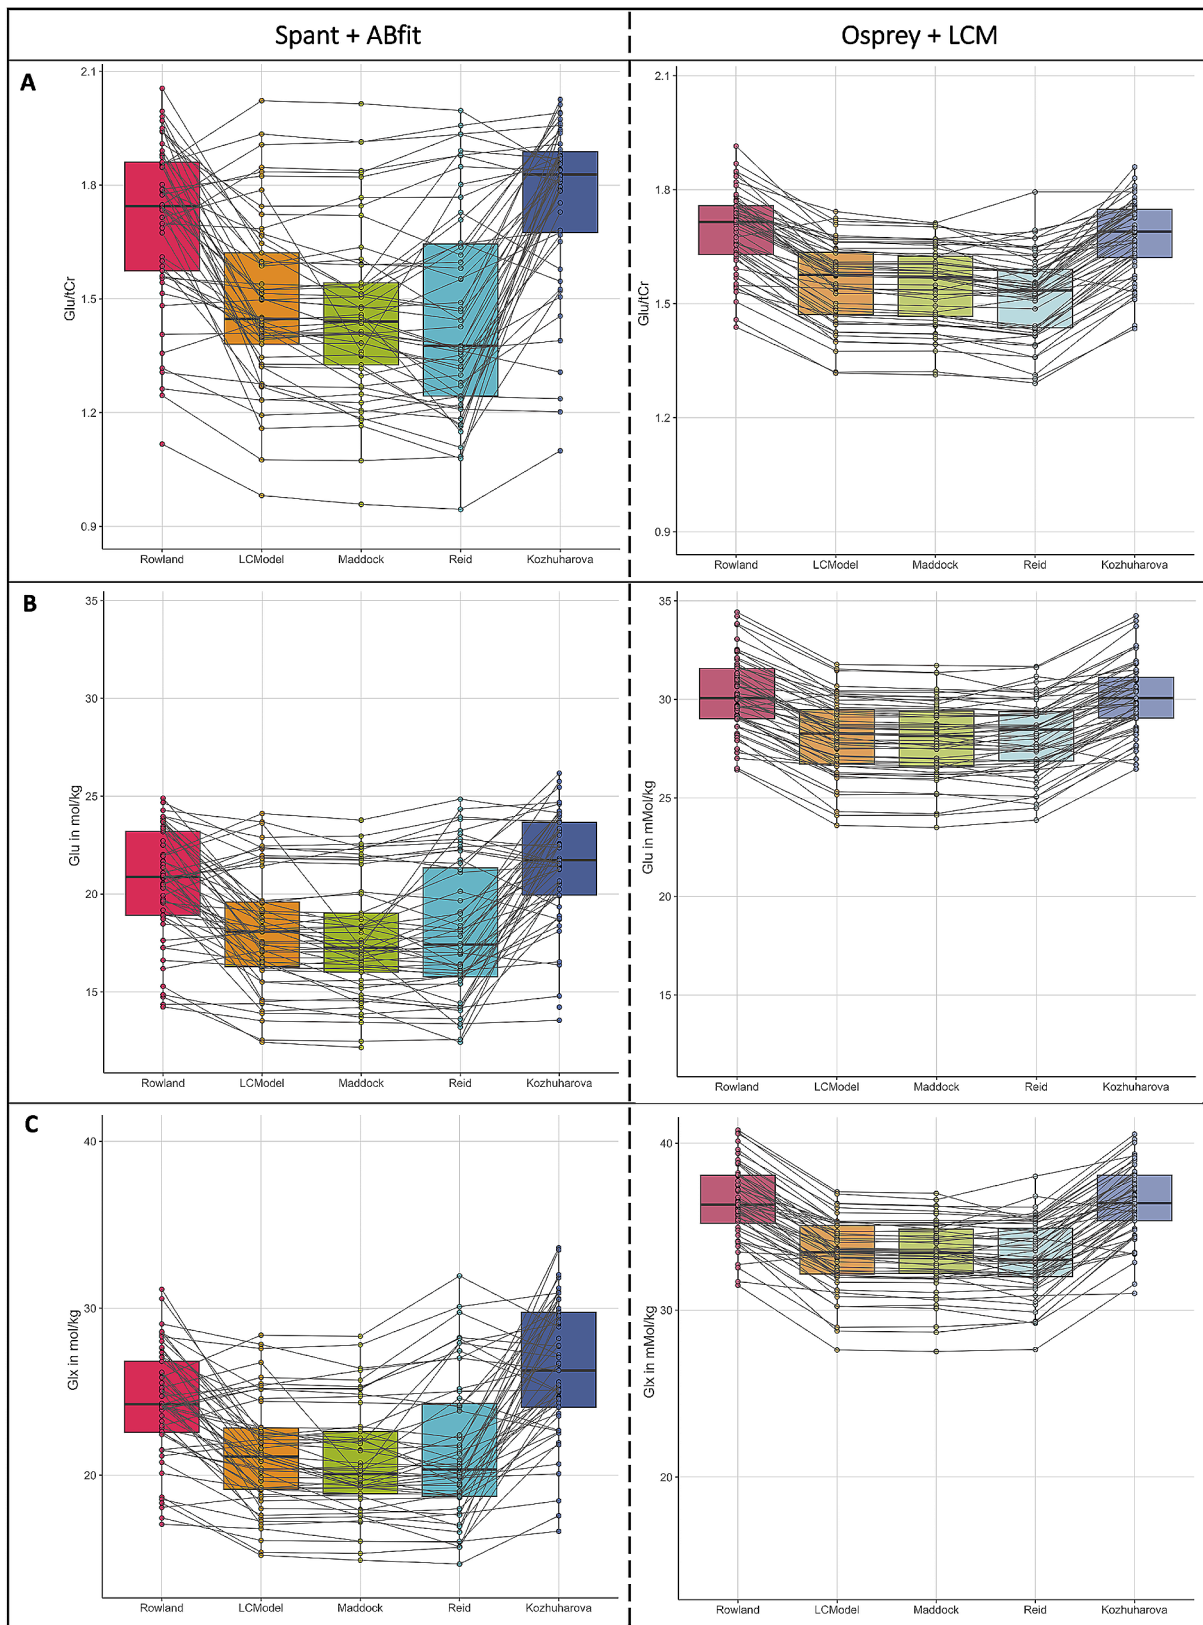 Spant + ABfit
Osprey + LCM
A
2.1
1.8
1.5
1.2
0.9
Glu/tCr
Rowland LCModel Maddock Reid Kozhuharova
2.1
1.8
1.5
1.2
0.9
Glu/tCr
Rowland LCModel Maddock Reid Kozhuharova
B
35
30
25
20
15
Glu in mol/kg
Rowland LCModel Maddock Reid Kozhuharova
35
30
25
20
15
Glu in mMol/kg
Rowland LCModel Maddock Reid Kozhuharova
C
40
30
20
Glx in mol/kg
Rowland LCModel Maddock Reid Kozhuharova
40
30
20
Glx in mMol/kg
Rowland LCModel Maddock Reid Kozhuharova